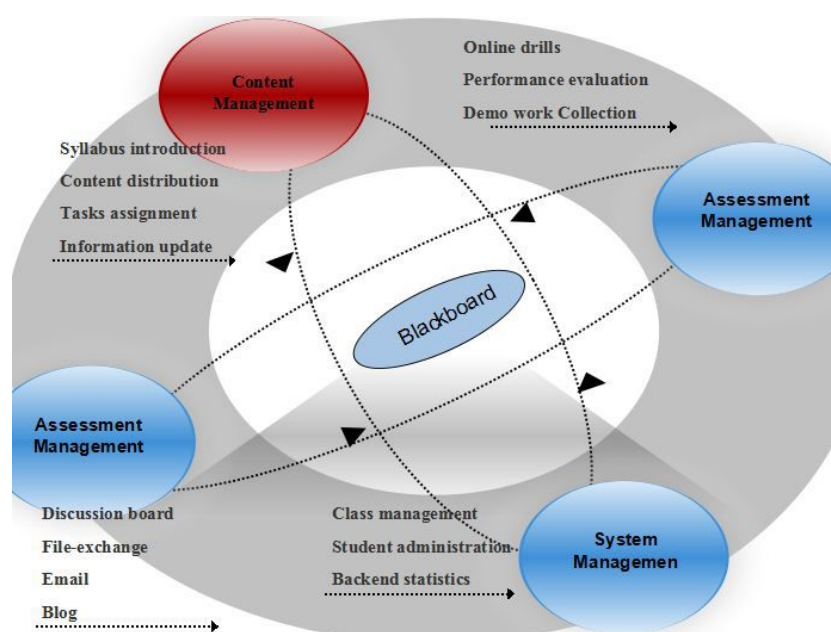 Content
Management
Online drills
Performance evaluation
Demo work Collection
Syllabus introduction
Content distribution
Tasks assignment
Information update
Assessment
Management
Blackboard
Assessment
Management
Discussion board
File-exchange
Email
Blog
Class management
Student administration
Backend statistics
System
Managemen